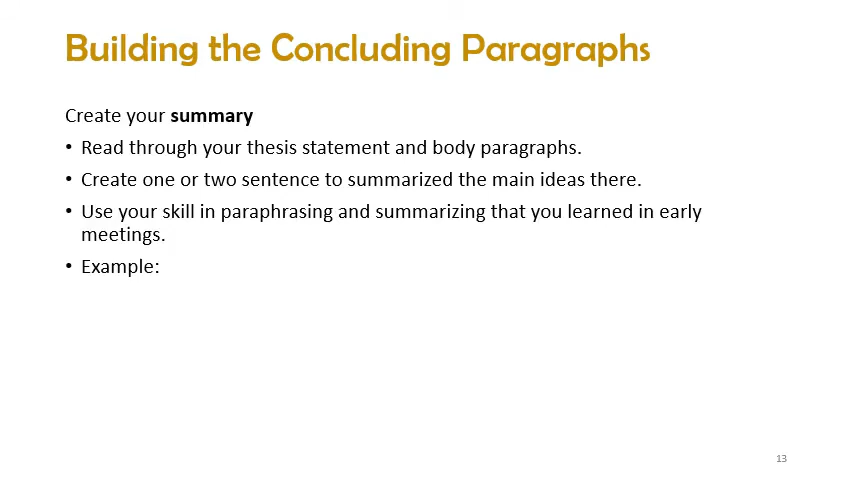 Building the Concluding Paragraphs
Create your summary
• Read through your thesis statement and body paragraphs.
• Create one or two sentence to summarized the main ideas there.
• Use your skill in paraphrasing and summarizing that you learned in early
meetings.
• Example:
13